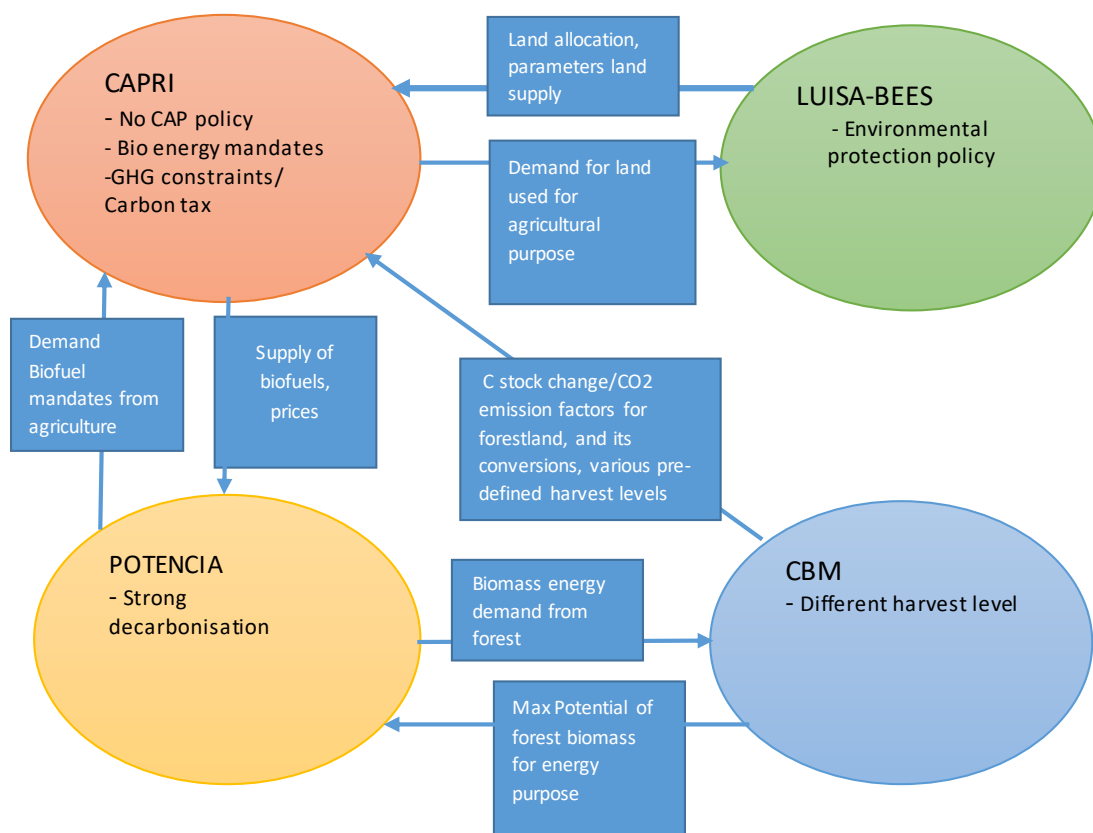 Land allocation,
parameters land
supply
CAPRI
- No CAP policy
- Bio energy mandates
-GHG constraints/
Carbon tax
LUISA-BEES
- Environmental
protection policy
Demand for land
used for
agricultural
purpose
Demand
Biofuel
mandates from
agriculture
Supply of
biofuels,
prices
C stock change/CO2
emission factors for
forestland, and its
conversions, various pre-
defined harvest levels
POTENCIA
- Strong
decarbonisation
Biomass energy
demand from
forest
CBM
- Different harvest level
Max Potential of
forest biomass
for energy
purpose